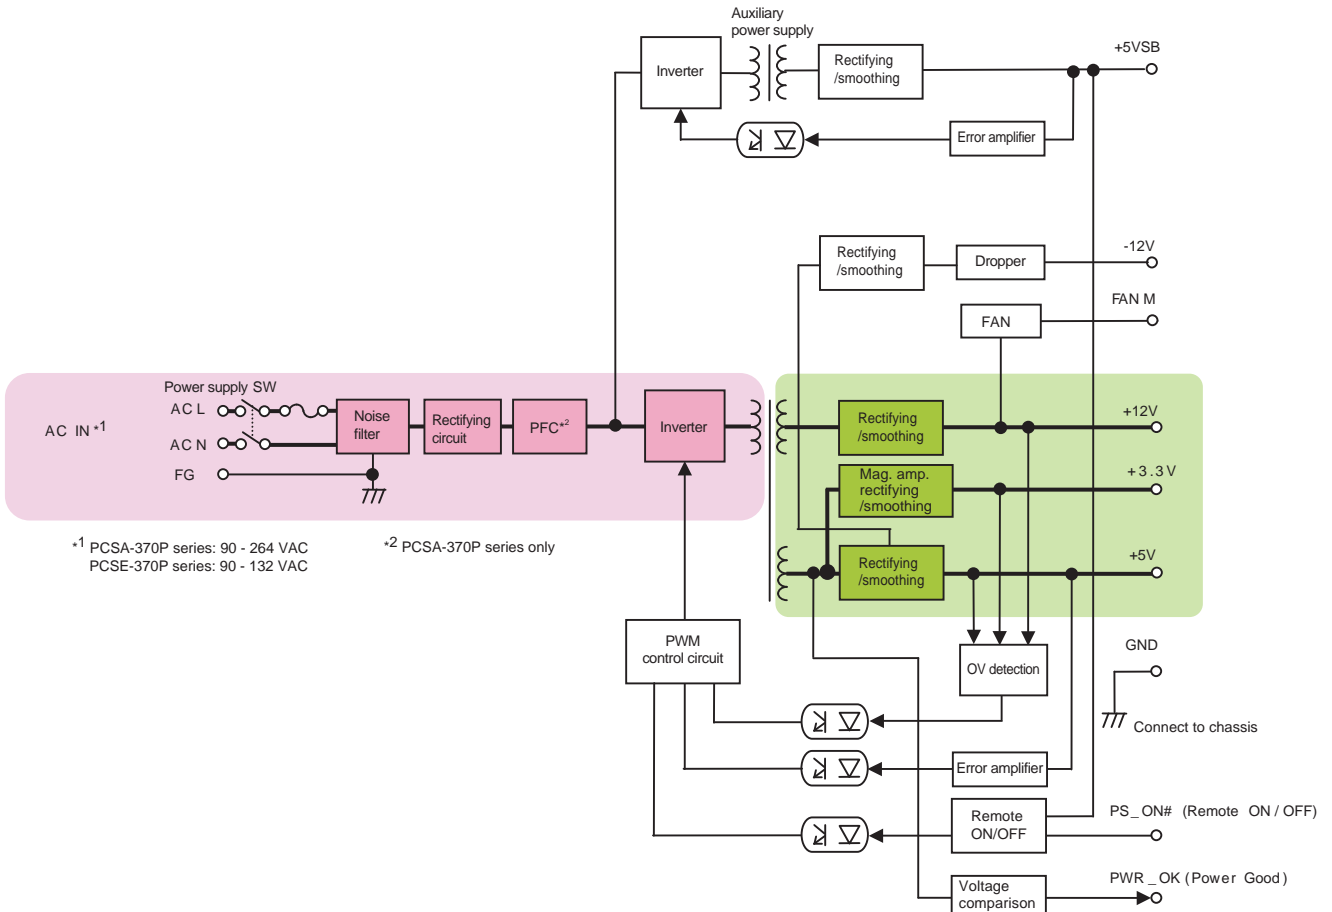 Auxiliary
power supply
+5VSB
Inverter
Rectifying
/smoothing
Error amplifier
-12V
Rectifying
/smoothing
Dropper
FAN M
FAN
Power supply SW
AC L
AC IN *1
AC N
FG
Noise
filter
Rectifying
circuit
PFC*2
Inverter
Rectifying
/smoothing
+12V
Mag. amp.
rectifying
/smoothing
+3.3V
Rectifying
/smoothing
+5V
*1 PCSA-370P series: 90 - 264 VAC
PCSE-370P series: 90 - 132 VAC
*2 PCSA-370P series only
PWM
control circuit
OV detection
GND
Connect to chassis
Error amplifier
Remote
ON/OFF
PS_ON# (Remote ON / OFF)
Voltage
comparison
PWR_OK (Power Good)